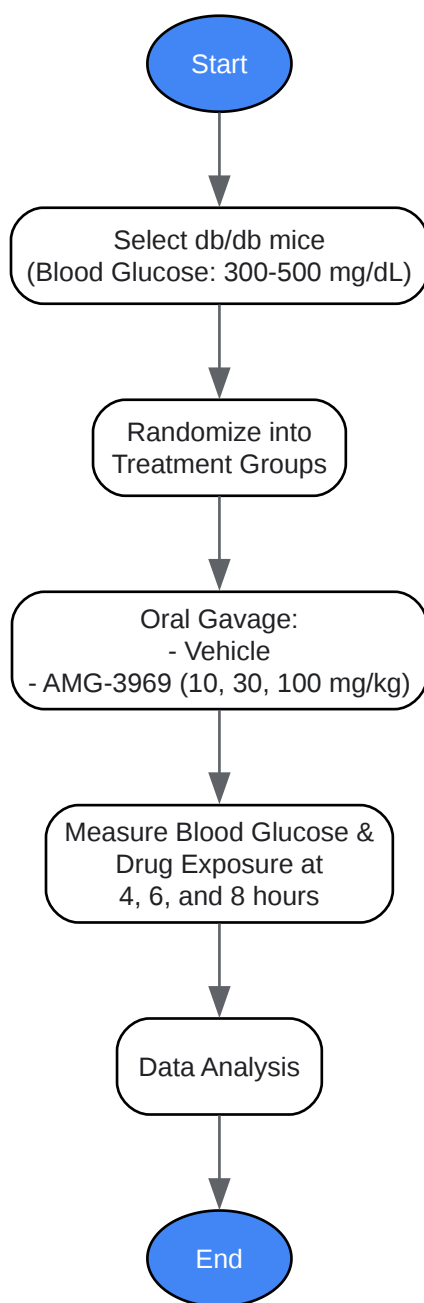 Start
Select db/db mice
(Blood Glucose: 300-500 mg/dL)
Randomize into
Treatment Groups
Oral Gavage:
- Vehicle
- AMG-3969 (10, 30, 100 mg/kg)
Measure Blood Glucose &
Drug Exposure at
4, 6, and 8 hours
Data Analysis
End